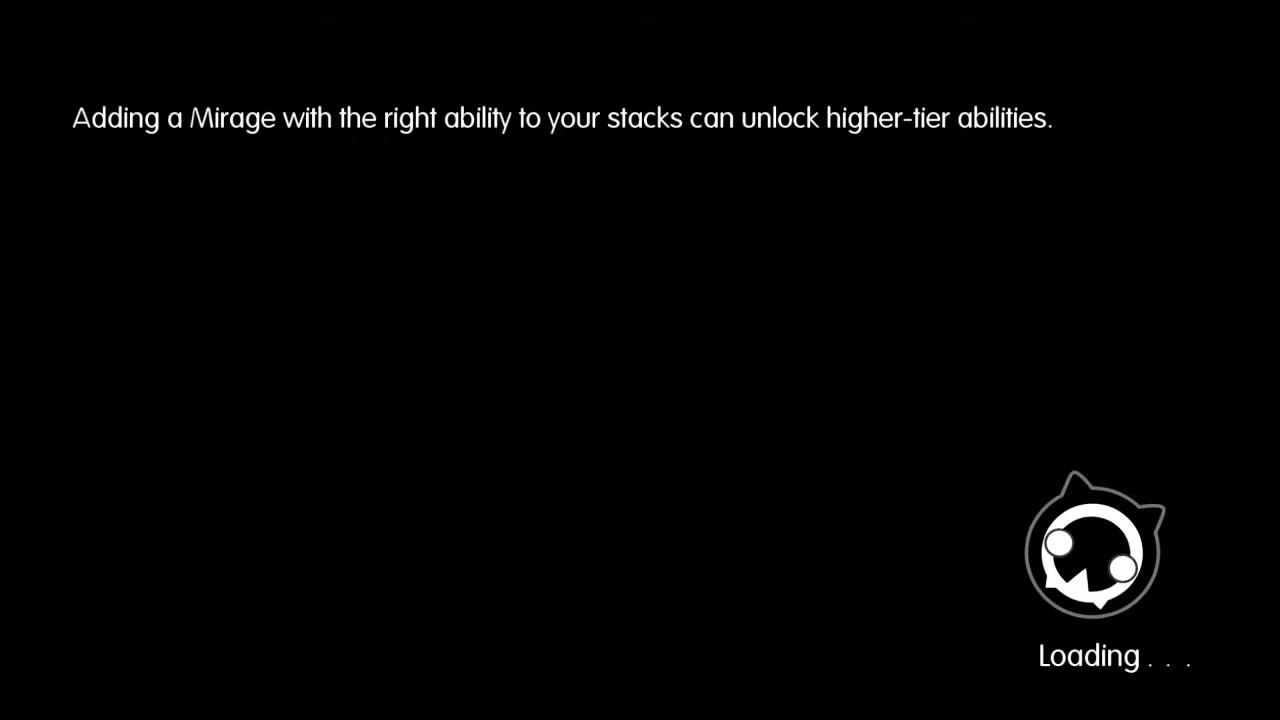 Adding a Mirage with the right ability to your stacks can unlock higher-tier abilities.
Loading . . .